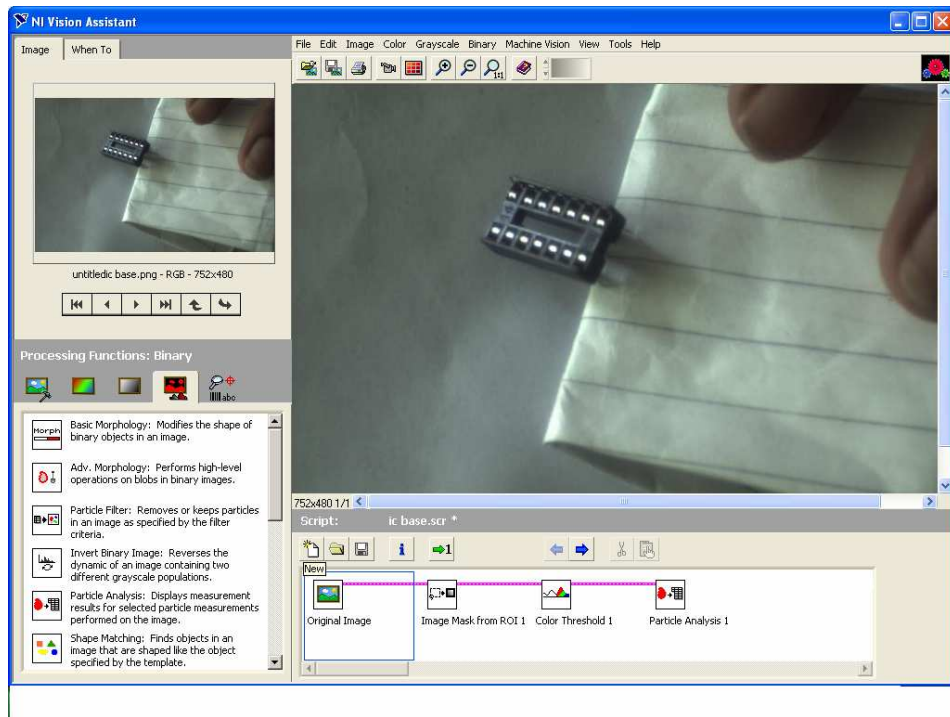 NI Vision Assistant
Image When To
File Edit Image Color Grayscale Binary Machine Vision View Tools Help
1:1
untitledic base.png - RGB - 752x480
Processing Functions: Binary
abc
Morph
Basic Morphology: Modifies the shape of
binary objects in an image.
Adv. Morphology: Performs high-level
operations on blobs in binary images.
Particle Filter: Removes or keeps particles
in an image as specified by the filter
criteria.
Invert Binary Image: Reverses the
dynamic of an image containing two
different grayscale populations.
Particle Analysis: Displays measurement
results for selected particle measurements
performed on the image.
Shape Matching: Finds objects in an
image that are shaped like the object
specified by the template.
752x480 1/1
Script: ic base.scr *
1
New
Original Image Image Mask from ROI 1 Color Threshold 1 Particle Analysis 1